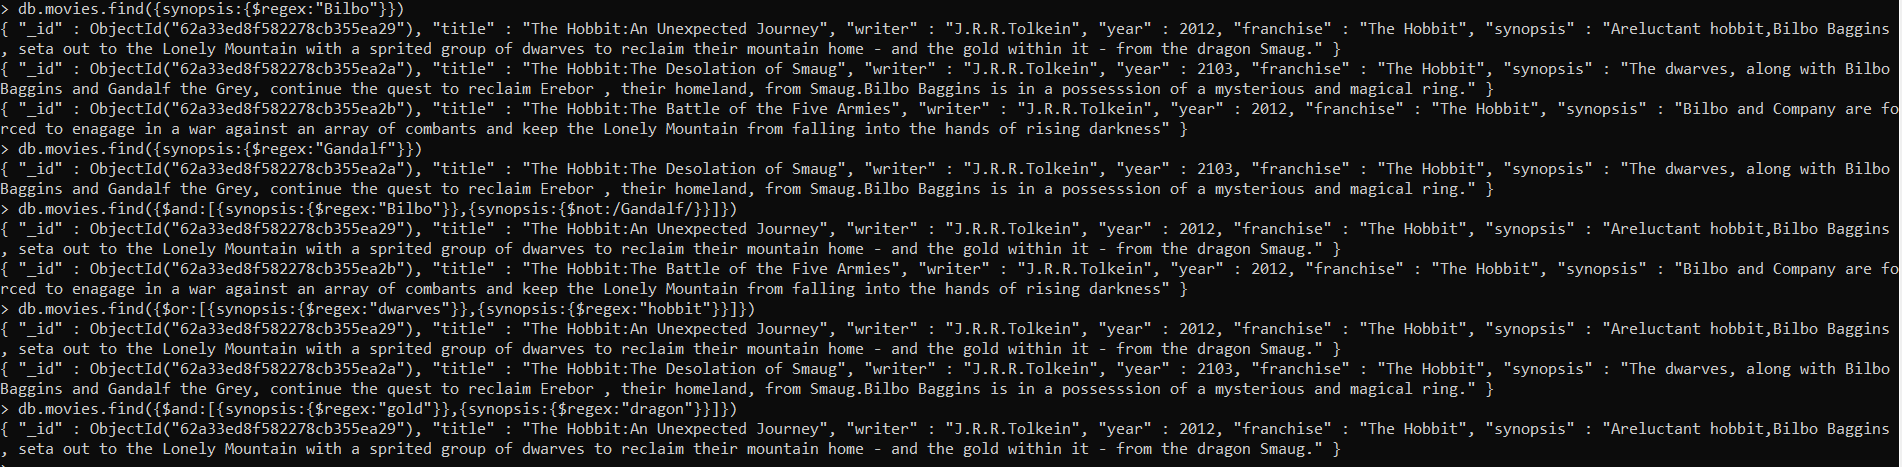 > db.movies.find({synopsis:{$regex:"Bilbo"}})
{ "_id" : ObjectId("62a33ed8f582278cb355ea29"), "title" : "The Hobbit:An Unexpected Journey", "writer" : "J.R.R.Tolkein", "year" : 2012, "franchise" : "The Hobbit", "synopsis" : "Areluctant hobbit,Bilbo Baggins
, seta out to the Lonely Mountain with a sprited group of dwarves to reclaim their mountain home - and the gold within it - from the dragon Smaug." }
{ "_id" : ObjectId("62a33ed8f582278cb355ea2a"), "title" : "The Hobbit:The Desolation of Smaug", "writer" : "J.R.R.Tolkein", "year" : 2103, "franchise" : "The Hobbit", "synopsis" : "The dwarves, along with Bilbo
Baggins and Gandalf the Grey, continue the quest to reclaim Erebor , their homeland, from Smaug.Bilbo Baggins is in a possesssion of a mysterious and magical ring." }
{ "_id" : ObjectId("62a33ed8f582278cb355ea2b"), "title" : "The Hobbit:The Battle of the Five Armies", "writer" : "J.R.R.Tolkein", "year" : 2012, "franchise" : "The Hobbit", "synopsis" : "Bilbo and Company are fo
rced to enagage in a war against an array of combants and keep the Lonely Mountain from falling into the hands of rising darkness" }
> db.movies.find({synopsis:{$regex:"Gandalf"}})
{ "_id" : ObjectId("62a33ed8f582278cb355ea2a"), "title" : "The Hobbit:The Desolation of Smaug", "writer" : "J.R.R.Tolkein", "year" : 2103, "franchise" : "The Hobbit", "synopsis" : "The dwarves, along with Bilbo
Baggins and Gandalf the Grey, continue the quest to reclaim Erebor , their homeland, from Smaug.Bilbo Baggins is in a possesssion of a mysterious and magical ring." }
> db.movies.find({$and:[{synopsis:{$regex:"Bilbo"}},{synopsis:{$not:/Gandalf/}}]})
{ "_id" : ObjectId("62a33ed8f582278cb355ea29"), "title" : "The Hobbit:An Unexpected Journey", "writer" : "J.R.R.Tolkein", "year" : 2012, "franchise" : "The Hobbit", "synopsis" : "Areluctant hobbit,Bilbo Baggins
, seta out to the Lonely Mountain with a sprited group of dwarves to reclaim their mountain home - and the gold within it - from the dragon Smaug." }
{ "_id" : ObjectId("62a33ed8f582278cb355ea2b"), "title" : "The Hobbit:The Battle of the Five Armies", "writer" : "J.R.R.Tolkein", "year" : 2012, "franchise" : "The Hobbit", "synopsis" : "Bilbo and Company are fo
rced to enagage in a war against an array of combants and keep the Lonely Mountain from falling into the hands of rising darkness" }
> db.movies.find({$or:[{synopsis:{$regex:"dwarves"}},{synopsis:{$regex:"hobbit"}}]})
{ "_id" : ObjectId("62a33ed8f582278cb355ea29"), "title" : "The Hobbit:An Unexpected Journey", "writer" : "J.R.R.Tolkein", "year" : 2012, "franchise" : "The Hobbit", "synopsis" : "Areluctant hobbit,Bilbo Baggins
, seta out to the Lonely Mountain with a sprited group of dwarves to reclaim their mountain home - and the gold within it - from the dragon Smaug." }
{ "_id" : ObjectId("62a33ed8f582278cb355ea2a"), "title" : "The Hobbit:The Desolation of Smaug", "writer" : "J.R.R.Tolkein", "year" : 2103, "franchise" : "The Hobbit", "synopsis" : "The dwarves, along with Bilbo
Baggins and Gandalf the Grey, continue the quest to reclaim Erebor , their homeland, from Smaug.Bilbo Baggins is in a possesssion of a mysterious and magical ring." }
> db.movies.find({$and:[{synopsis:{$regex:"gold"}},{synopsis:{$regex:"dragon"}}]})
{ "_id" : ObjectId("62a33ed8f582278cb355ea29"), "title" : "The Hobbit:An Unexpected Journey", "writer" : "J.R.R.Tolkein", "year" : 2012, "franchise" : "The Hobbit", "synopsis" : "Areluctant hobbit,Bilbo Baggins
, seta out to the Lonely Mountain with a sprited group of dwarves to reclaim their mountain home - and the gold within it - from the dragon Smaug." }